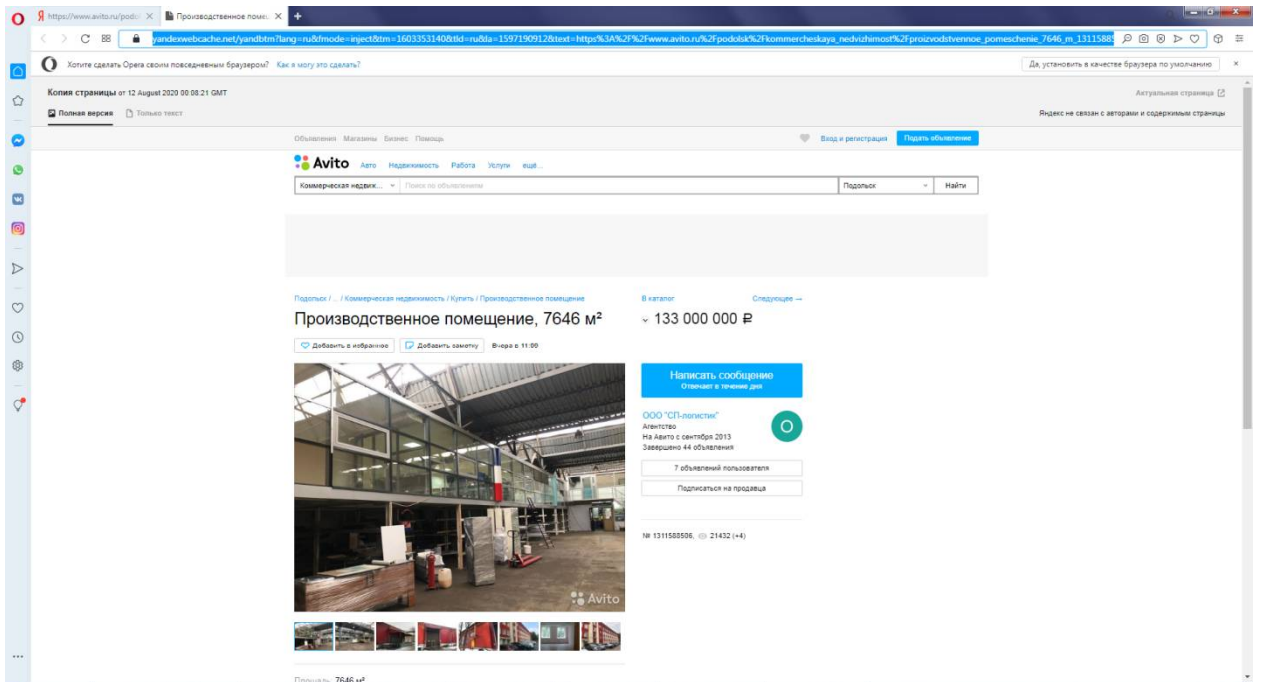 https://www.avito.ru/podol
Производственное поме
yandexwebcache.net/yandbtm?lang=ru&fmode=inject&tm=1603353140&tld=ru&la=1597190912&text=https%3A%2F%2Fwww.avito.ru%2Fpodolsk%2Fkommercheskaya_nedvizhimost%2Fproizvodstvennoe_pomeschenie_7646_m_13115885
Хотите сделать Opera своим повседневным браузером? Как я могу это сделать?
Да, установить в качестве браузера по умолчанию
Копия страницы от 12 August 2020 00:08:21 GMT
Актуальная страница
Полная версия Только текст
Яндекс не связан с авторами и содержимым страницы
Объявления Магазины Бизнес Помощь
Вход и регистрация Подать объявление
Avito Авто Недвижимость Работа Услуги ещё...
Коммерческая недвиж... Поиск по объявлениям Подольск Найти
Подольск / ... / Коммерческая недвижимость / Купить / Производственное помещение
В каталог Следующее →
Производственное помещение, 7646 м²
133 000 000 ₽
Добавить в избранное Добавить заметку Вчера в 11:00
Написать сообщение
Отвечает в течение дня
ООО "СП-логистик"
Агентство
На Авито с сентября 2013
Завершено 44 объявления
О
7 объявлений пользователя
Подписаться на продавца
№ 1311588506, 21432 (+4)
Avito
Площадь: 7646 м²